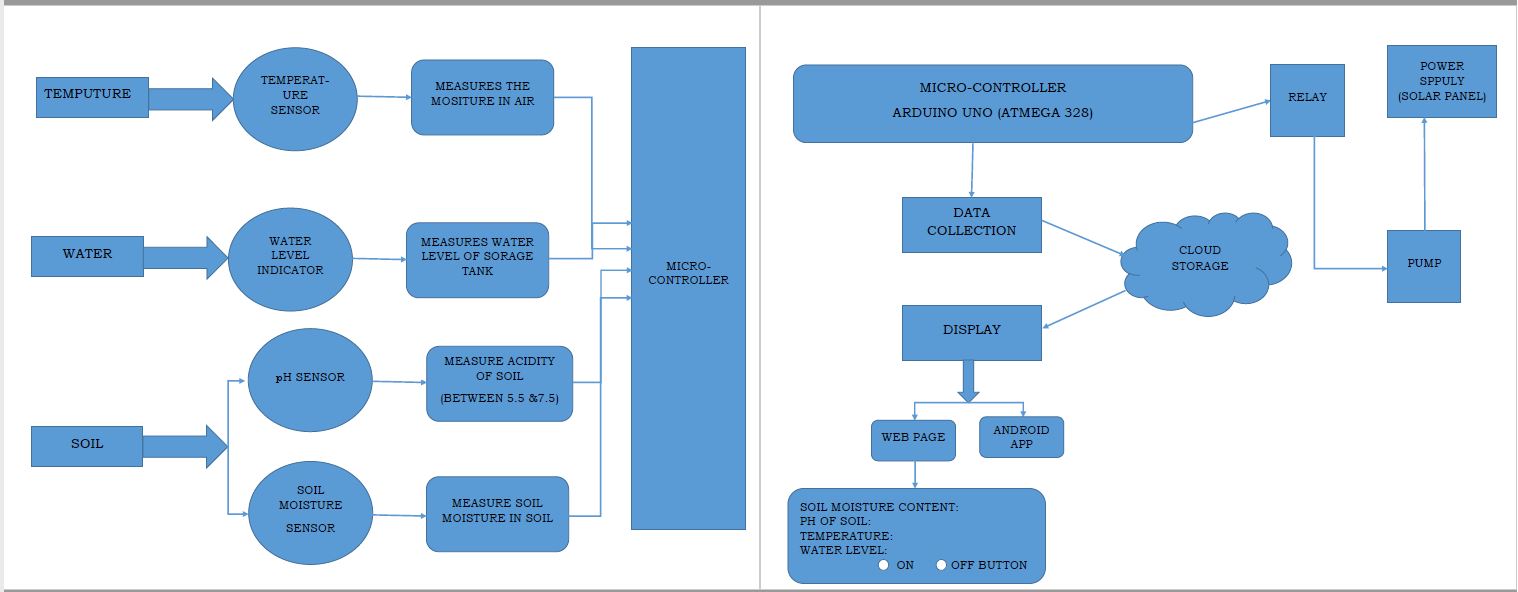 TEMPUTURE
TEMPERAT-
URE
SENSOR
MEASURES THE
MOSITURE IN AIR
WATER
WATER
LEVEL
INDICATOR
MEASURES WATER
LEVEL OF SORAGE
TANK
SOIL
pH SENSOR
MEASURE ACIDITY
OF SOIL
(BETWEEN 5.5 &7.5)
SOIL
MOISTURE
SENSOR
MEASURE SOIL
MOISTURE IN SOIL
MICRO-
CONTROLLER
MICRO-CONTROLLER
ARDUINO UNO (ATMEGA 328)
RELAY
POWER
SPPULY
(SOLAR PANEL)
DATA
COLLECTION
CLOUD
STORAGE
PUMP
DISPLAY
WEB PAGE
ANDROID
APP
SOIL MOISTURE CONTENT:
PH OF SOIL:
TEMPERATURE:
WATER LEVEL:
ON OFF BUTTON